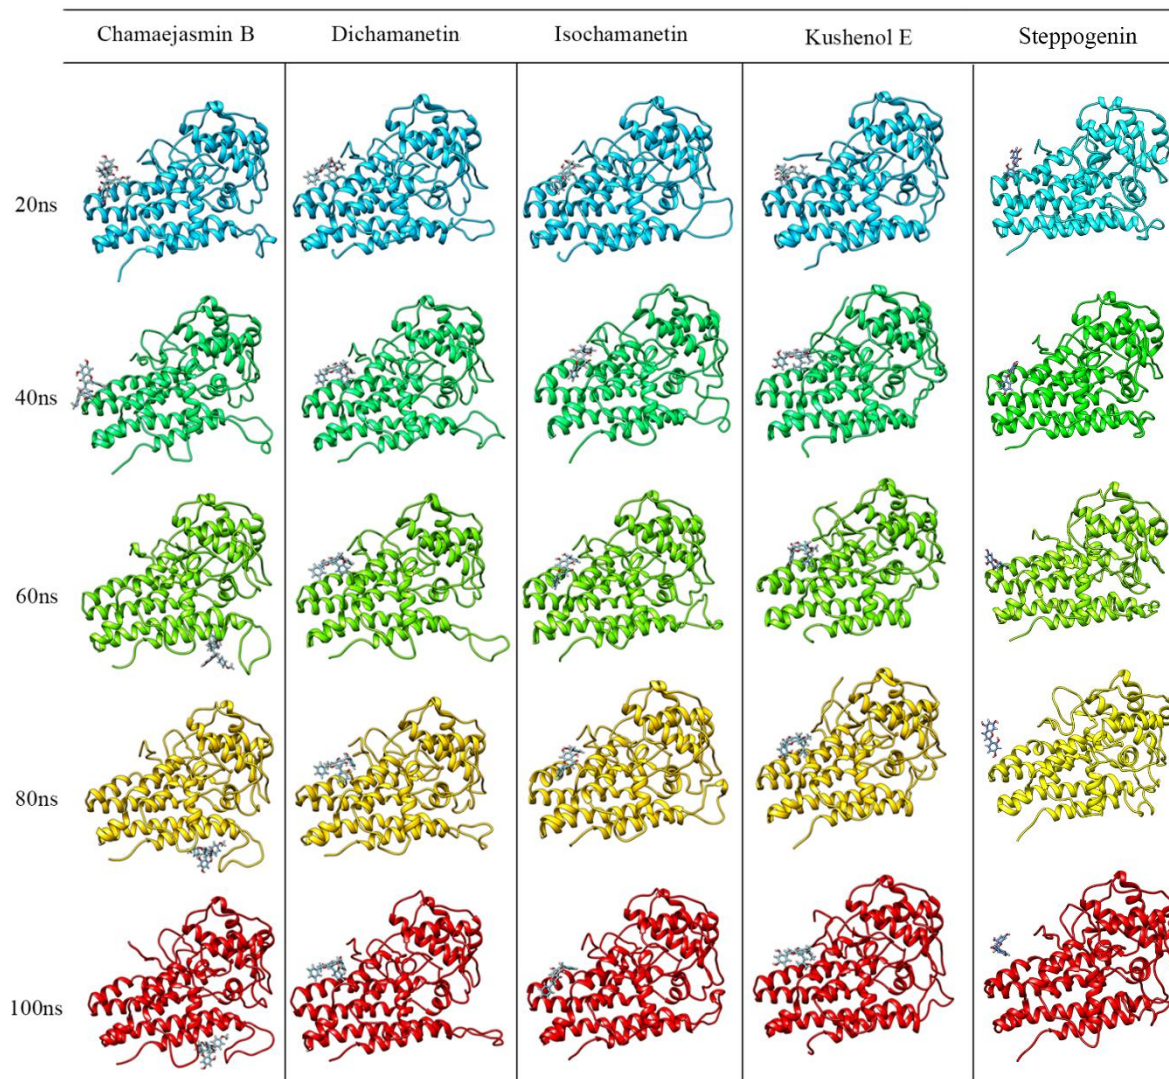 Chamaejasmin B Dichamanetin Isochamanetin Kushenol E Steppogenin
20ns
40ns
60ns
80ns
100ns